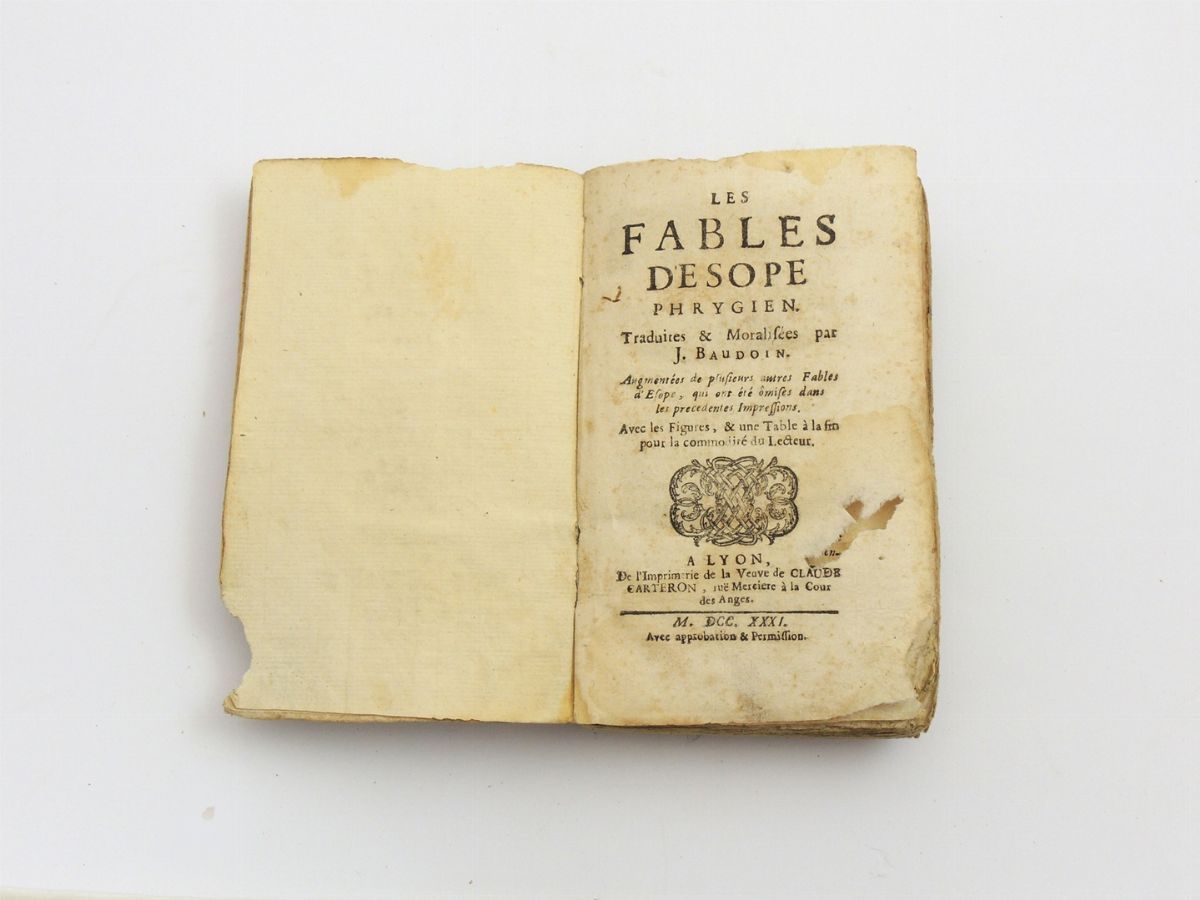 LES
FABLES
D'ESOPE
PHRYGIEN.
Traduites & Moralisées par
J. BAUDOIN.
Augmentées de plusieurs autres Fables
d'Esope, qui ont été ômises dans
les precedentes Impressions.
Avec les Figures, & une Table à la fin
pour la commodité du Lecteur.
A LYON,
De l'Imprimerie de la Veuve de CLAUDE
CARTERON, ruë Merciere à la Cour
des Anges.
M. DCC. XXXI.
Avec approbation & Permission.